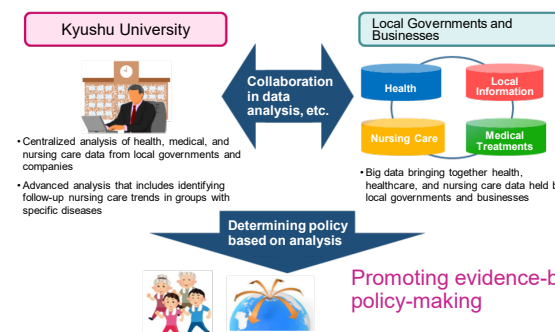 Kyushu University
Local Governments and
Businesses
Collaboration
in data
analysis, etc.
Health
Local
Information
Nursing Care
Medical
Treatments
• Centralized analysis of health, medical, and
nursing care data from local governments and
companies
• Advanced analysis that includes identifying
follow-up nursing care trends in groups with
specific diseases
• Big data bringing together health,
healthcare, and nursing care data held
local governments and businesses
Determining policy
based on analysis
Promoting
policy-making